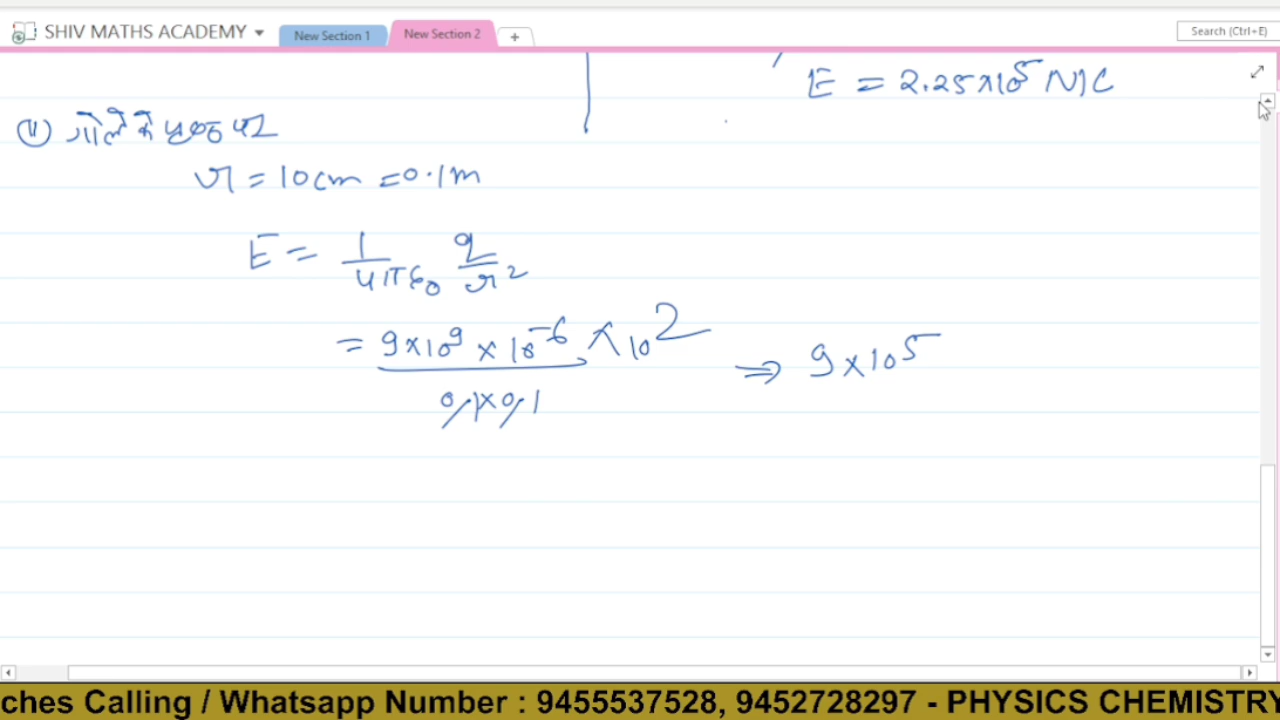 SHIV MATHS ACADEMY New Section 1 New Section 2 + Search (Ctrl+E)
E = 2.25×10⁵ N/C
(ii) गोले के पृष्ठ पर
r = 10cm = 0.1m
E = 1/4πε₀ q/r²
= 9×10⁹ × 10⁻⁶ / 0.1×0.1 × 10² ⇒ 9×10⁵
ches Calling / Whatsapp Number : 9455537528, 9452728297 - PHYSICS CHEMISTRY